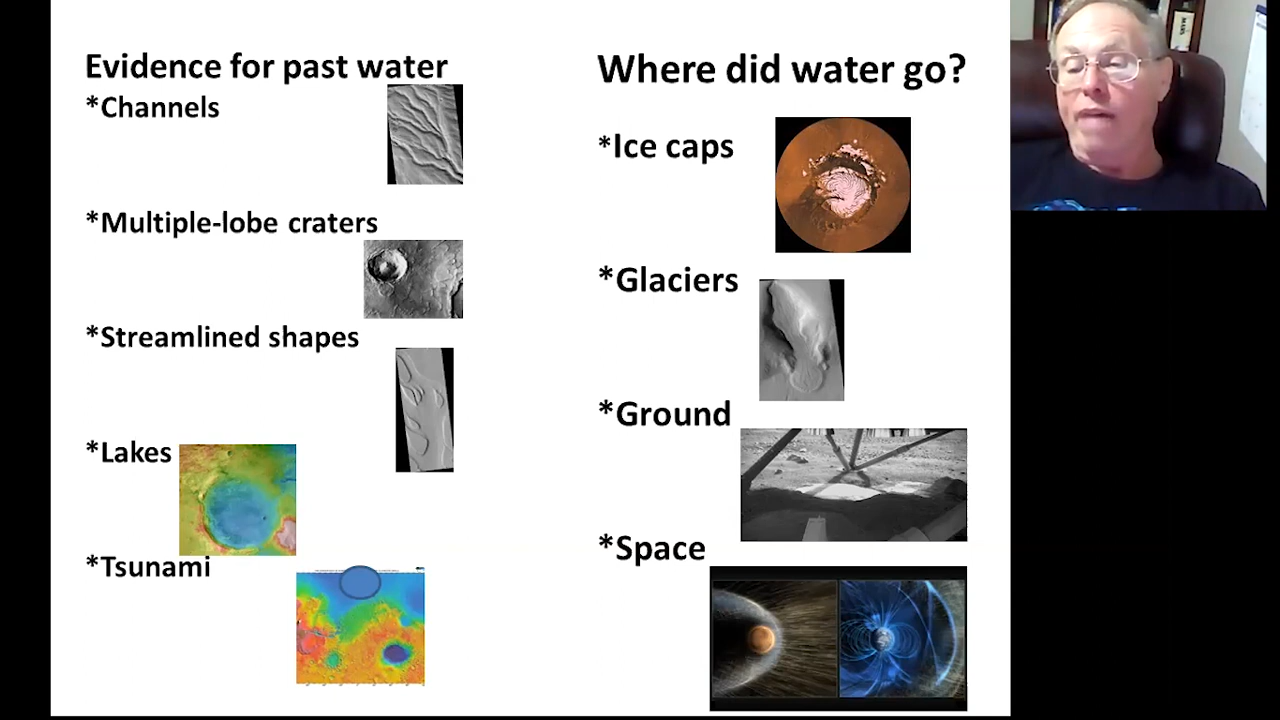 Evidence for past water
*Channels
*Multiple-lobe craters
*Streamlined shapes
*Lakes
*Tsunami
Where did water go?
*Ice caps
*Glaciers
*Ground
*Space
MARS